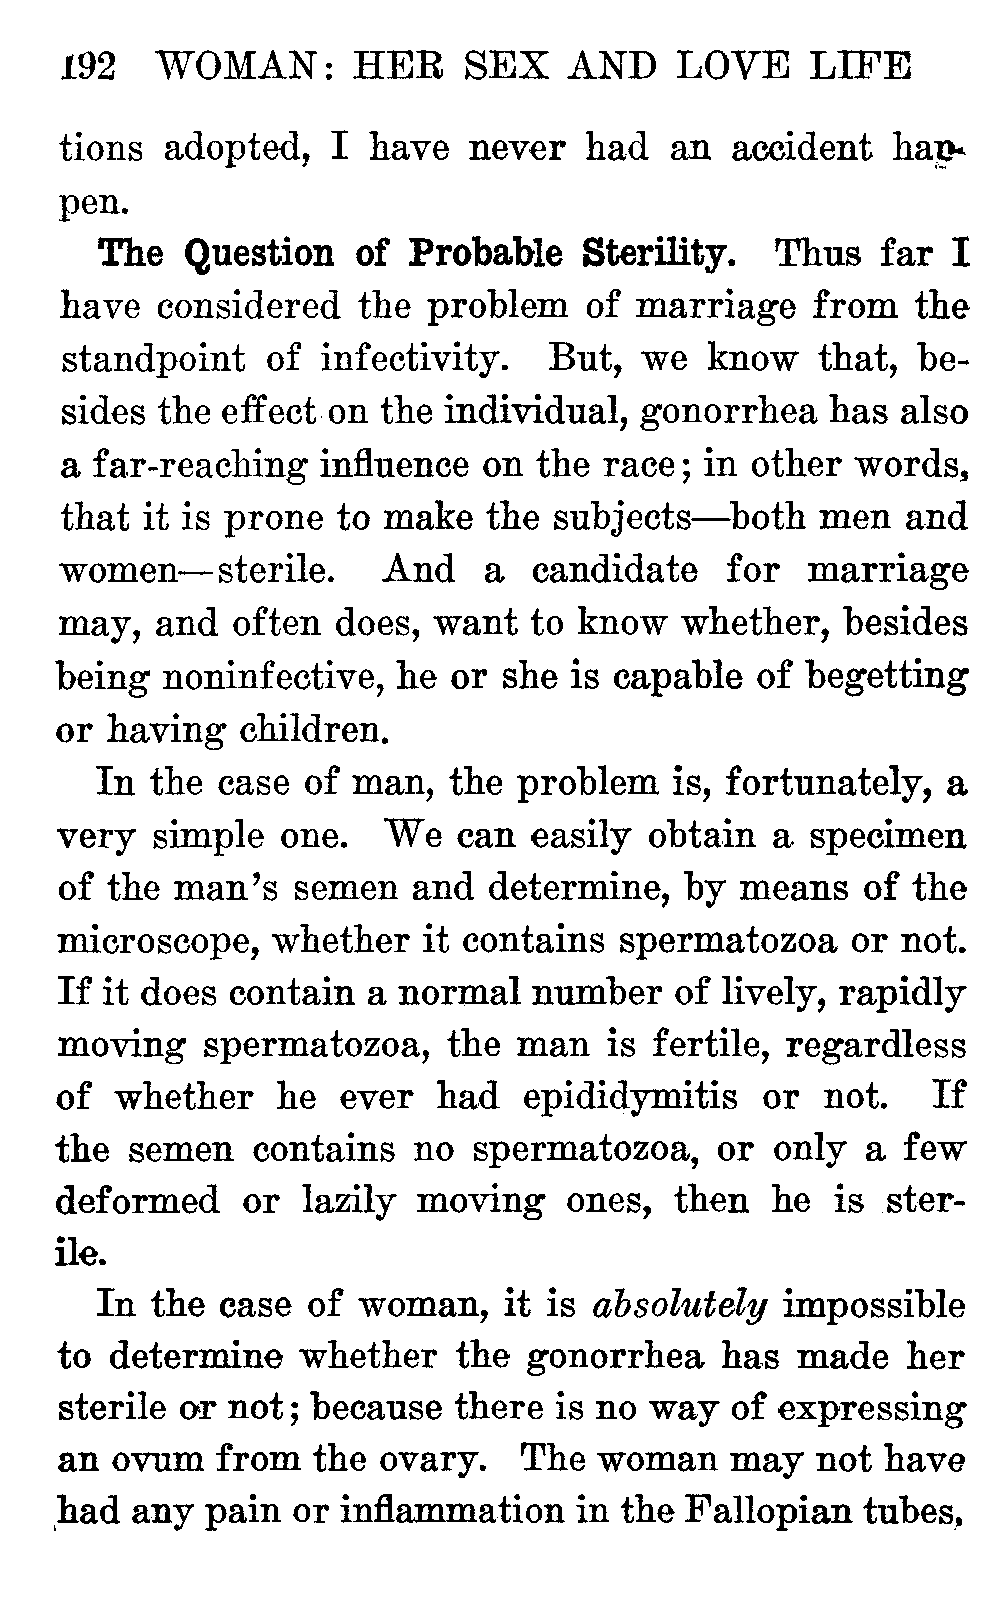 192 WOMAN: HER SEX AND LOVE LIFE
tions adopted, I have never had an accident hap-
pen.
The Question of Probable Sterility. Thus far I
have considered the problem of marriage from the
standpoint of infectivity. But, we know that, be-
sides the effect on the individual, gonorrhea has also
a far-reaching influence on the race; in other words,
that it is prone to make the subjects—both men and
women—sterile. And a candidate for marriage
may, and often does, want to know whether, besides
being noninfective, he or she is capable of begetting
or having children.
In the case of man, the problem is, fortunately, a
very simple one. We can easily obtain a specimen
of the man's semen and determine, by means of the
microscope, whether it contains spermatozoa or not.
If it does contain a normal number of lively, rapidly
moving spermatozoa, the man is fertile, regardless
of whether he ever had epididymitis or not. If
the semen contains no spermatozoa, or only a few
deformed or lazily moving ones, then he is ster-
ile.
In the case of woman, it is absolutely impossible
to determine whether the gonorrhea has made her
sterile or not; because there is no way of expressing
an ovum from the ovary. The woman may not have
had any pain or inflammation in the Fallopian tubes,